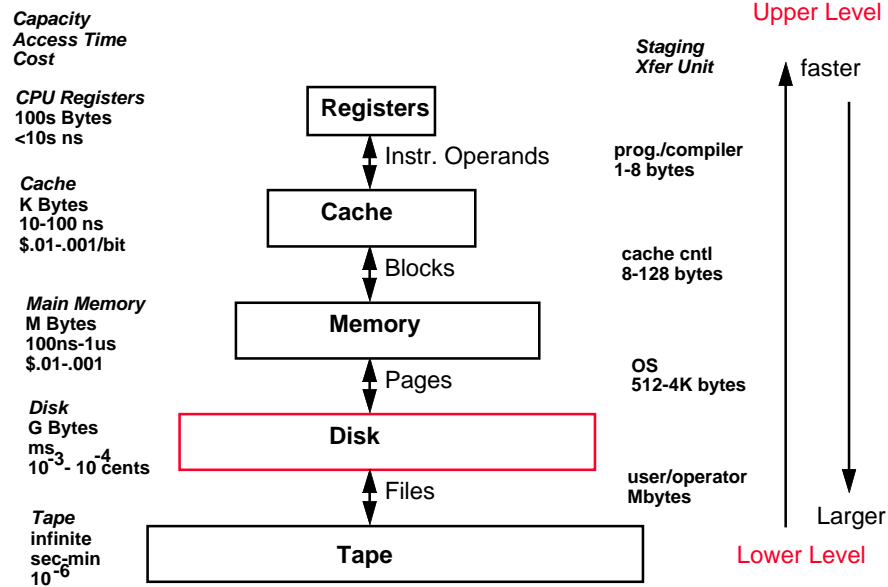 Capacity
Access Time
Cost
Staging
Xfer Unit
Upper Level
faster
CPU Registers
100s Bytes
<10s ns
Registers
Instr. Operands
prog./compiler
1-8 bytes
Cache
K Bytes
10-100 ns
$.01-.001/bit
Cache
Blocks
cache cntl
8-128 bytes
Main Memory
M Bytes
100ns-1us
$.01-.001
Memory
Pages
OS
512-4K bytes
Disk
G Bytes
ms
10^-3 - 10^-4 cents
Disk
Files
user/operator
Mbytes
Tape
infinite
sec-min
10^-6
Tape
Larger
Lower Level